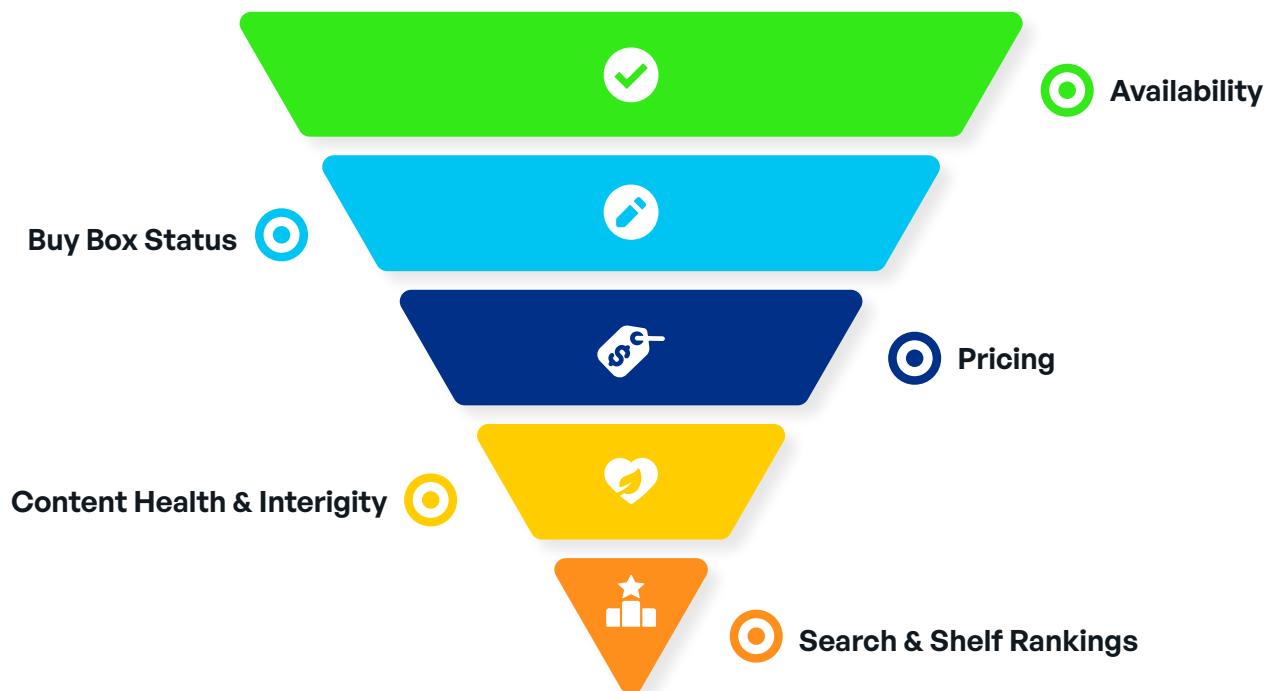 Availability
Buy Box Status
Pricing
Content Health & Interigity
Search & Shelf Rankings